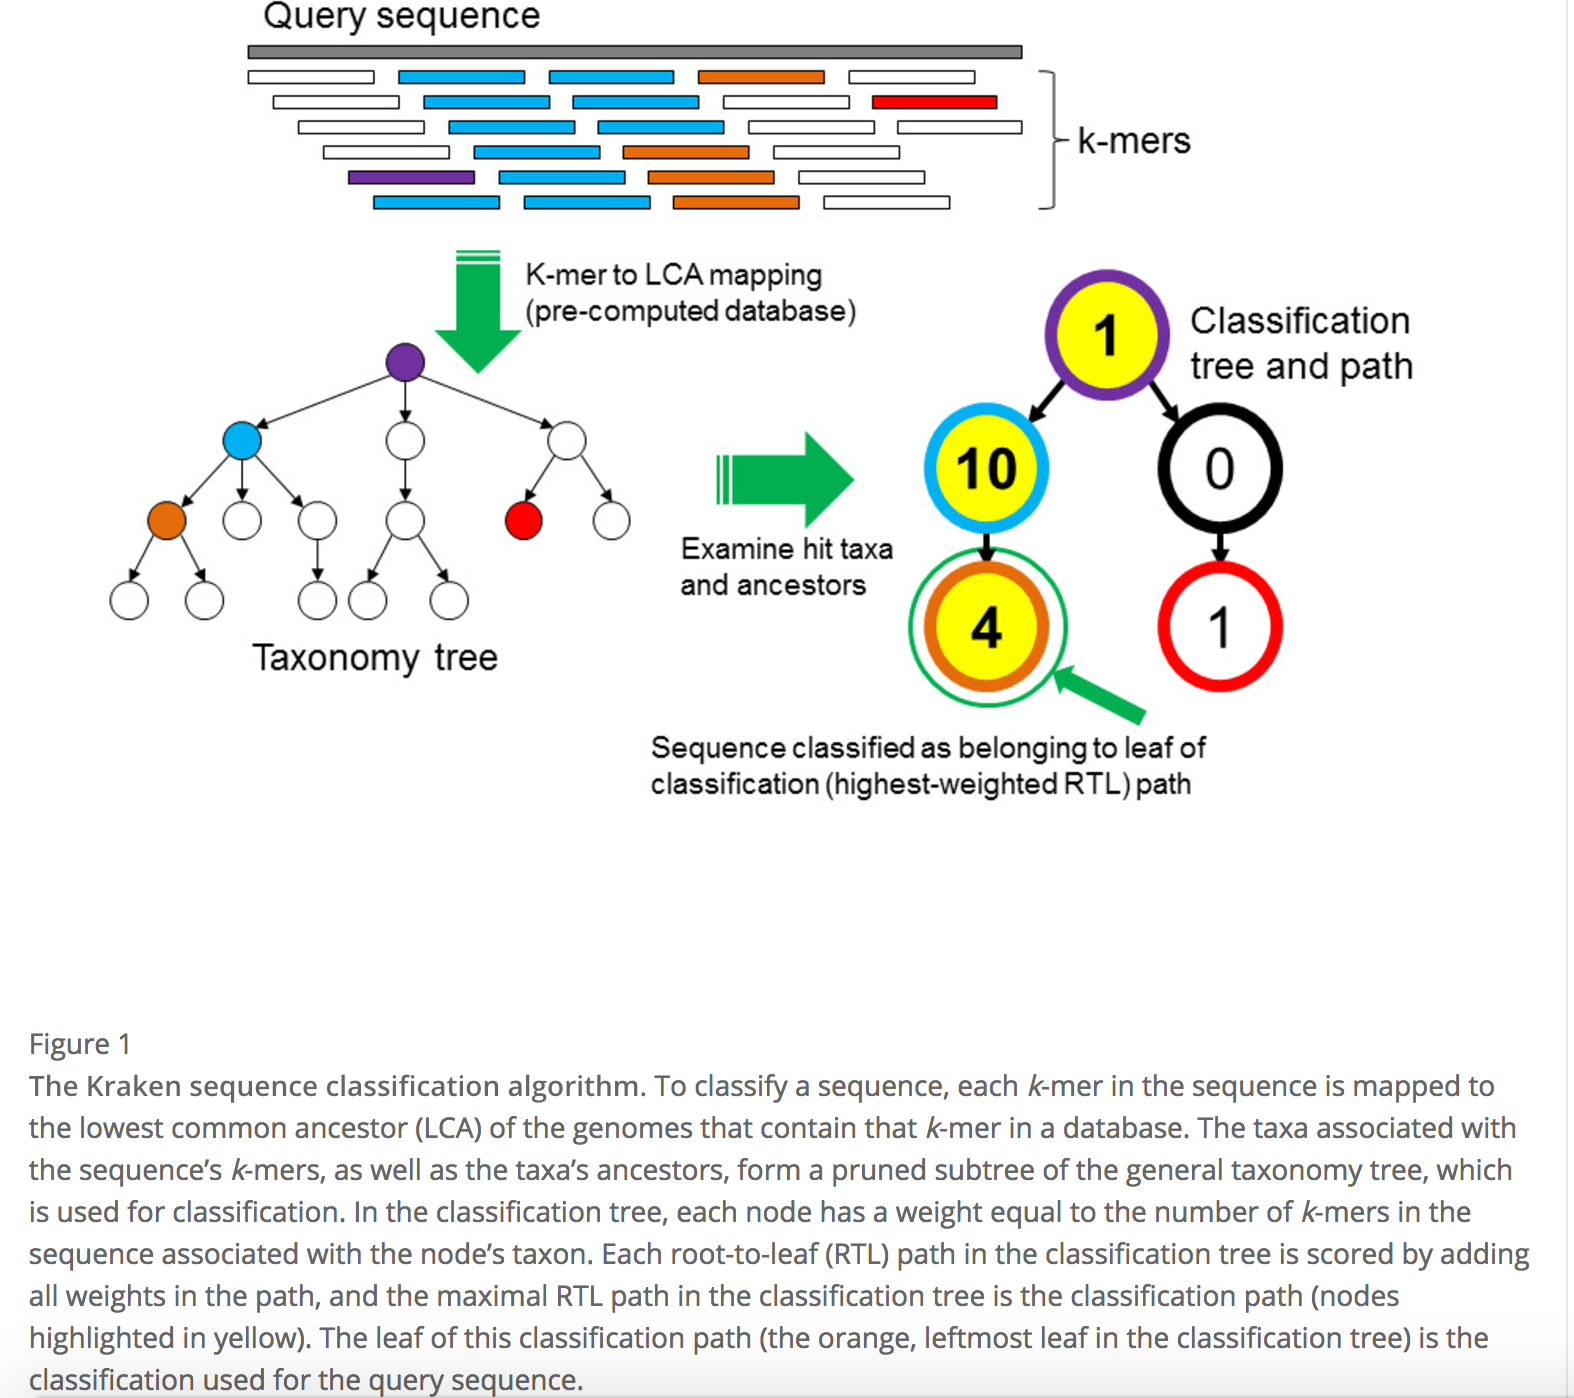 Query sequence
k-mers
K-mer to LCA mapping
(pre-computed database)
1
Classification
tree and path
10
0
Examine hit taxa
and ancestors
4
1
Taxonomy tree
Sequence classified as belonging to leaf of
classification (highest-weighted RTL) path
Figure 1
The Kraken sequence classification algorithm. To classify a sequence, each k-mer in the sequence is mapped to
the lowest common ancestor (LCA) of the genomes that contain that k-mer in a database. The taxa associated with
the sequence’s k-mers, as well as the taxa’s ancestors, form a pruned subtree of the general taxonomy tree, which
is used for classification. In the classification tree, each node has a weight equal to the number of k-mers in the
sequence associated with the node’s taxon. Each root-to-leaf (RTL) path in the classification tree is scored by adding
all weights in the path, and the maximal RTL path in the classification tree is the classification path (nodes
highlighted in yellow). The leaf of this classification path (the orange, leftmost leaf in the classification tree) is the
classification used for the query sequence.